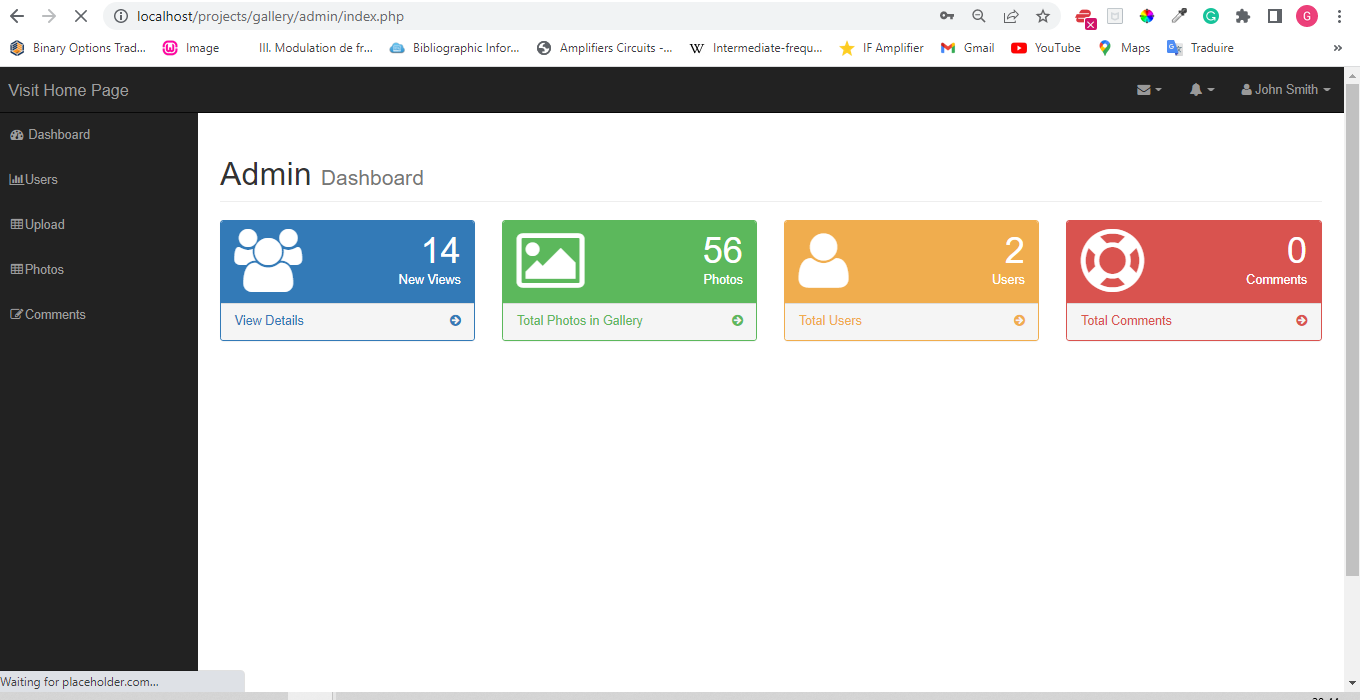 localhost/projects/gallery/admin/index.php
Binary Options Trad... Image III. Modulation de fr... Bibliographic Infor... Amplifiers Circuits -... Intermediate-frequ... IF Amplifier Gmail YouTube Maps Traduire »
Visit Home Page John Smith
Dashboard
Users
Upload
Photos
Comments
Admin Dashboard
14
New Views
View Details
56
Photos
Total Photos in Gallery
2
Users
Total Users
0
Comments
Total Comments
Waiting for placeholder.com...